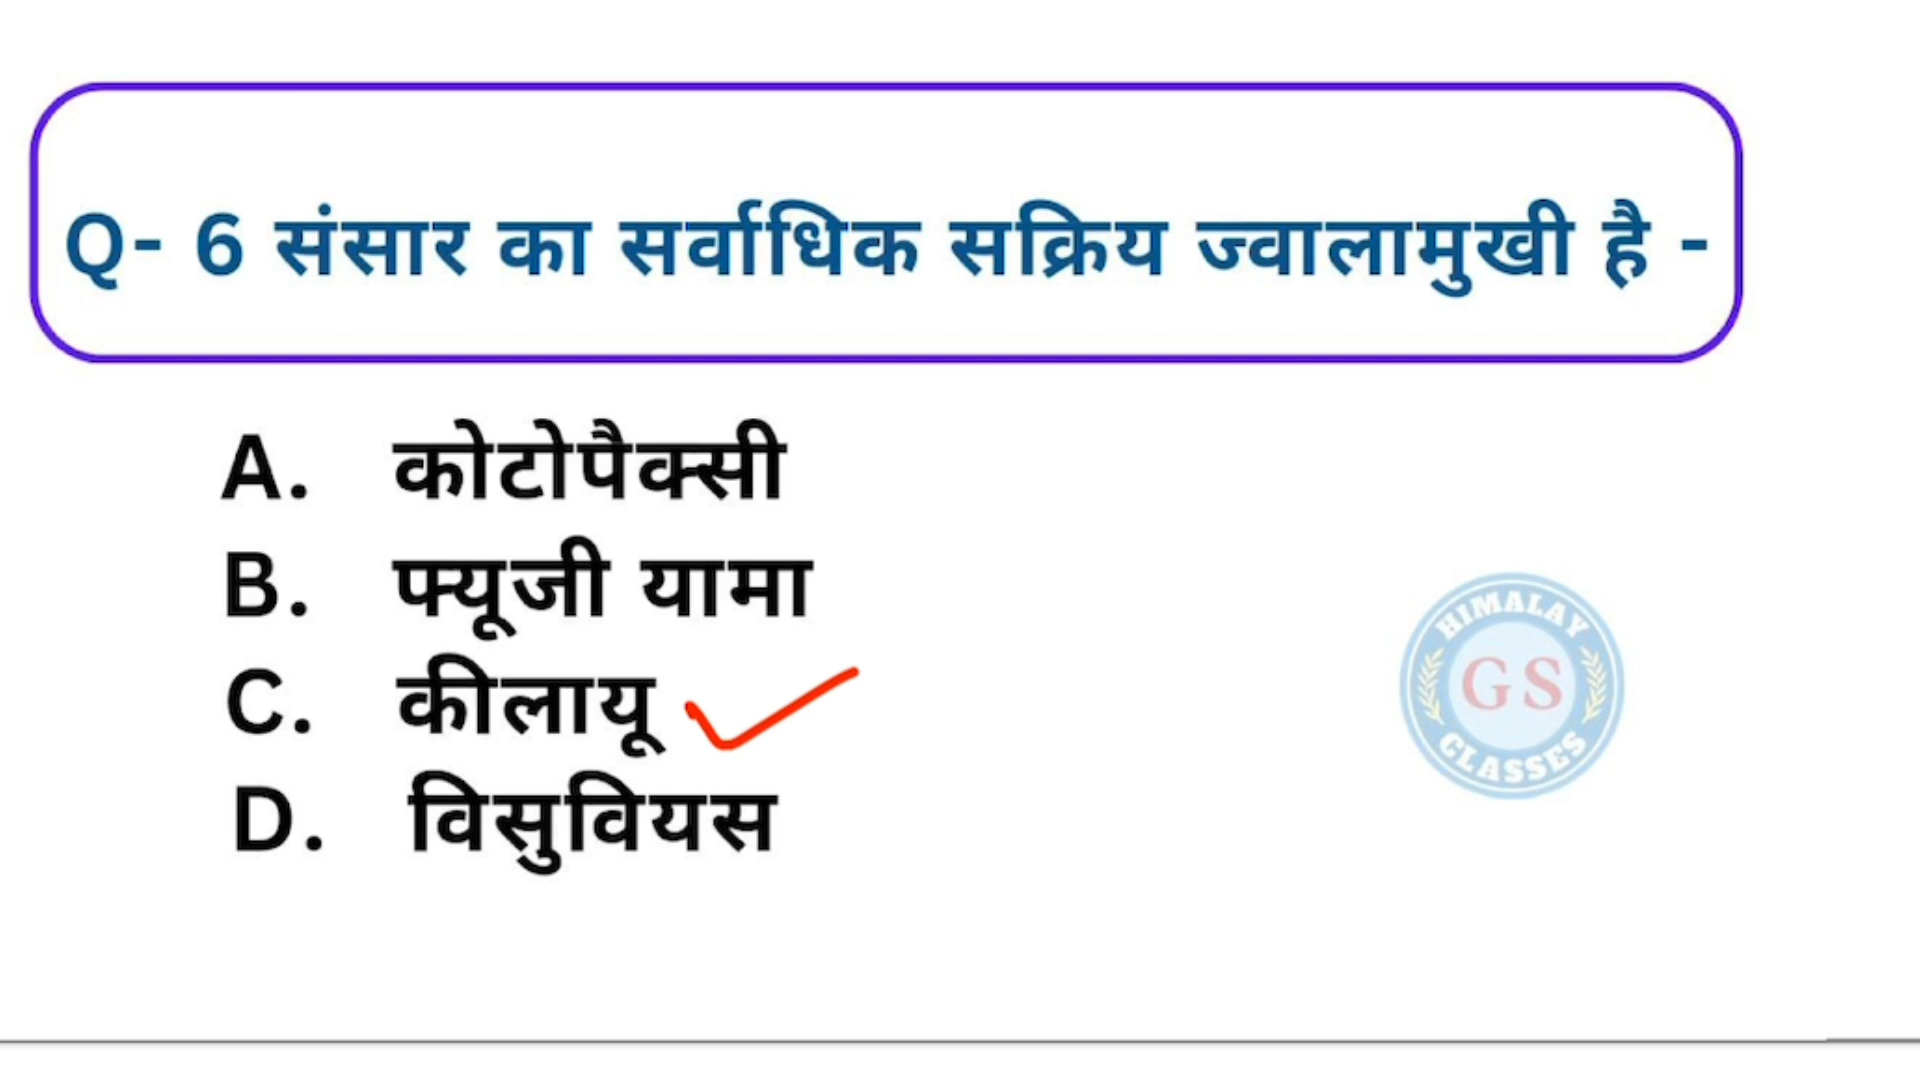 Q- 6 संसार का सर्वाधिक सक्रिय ज्वालामुखी है -
A. कोटोपैक्सी
B. फ्यूजी यामा
C. कीलायू
D. विसुवियस
HIMALAY
GS
CLASSES